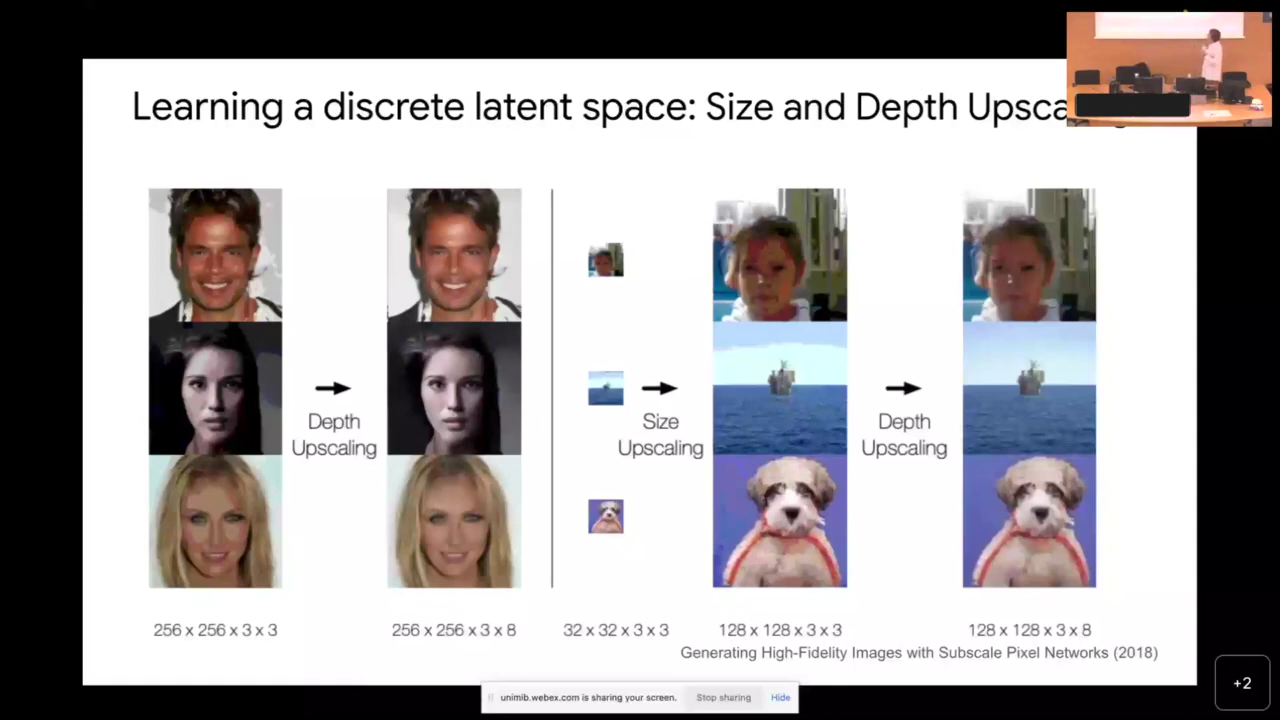 Learning a discrete latent space: Size and Depth
Depth
Upscaling
Size
Upscaling
Depth
Upscaling
256 x 256 x 3 x 3
256 x 256 x 3 x 8
32 x 32 x 3 x 3
128 x 128 x 3 x 3
128 x 128 x 3 x 8
Generating High-Fidelity Images with Subscale Pixel Networks (2018)
unimib.webex.com is sharing your screen.
Stop sharing
Hide
+2